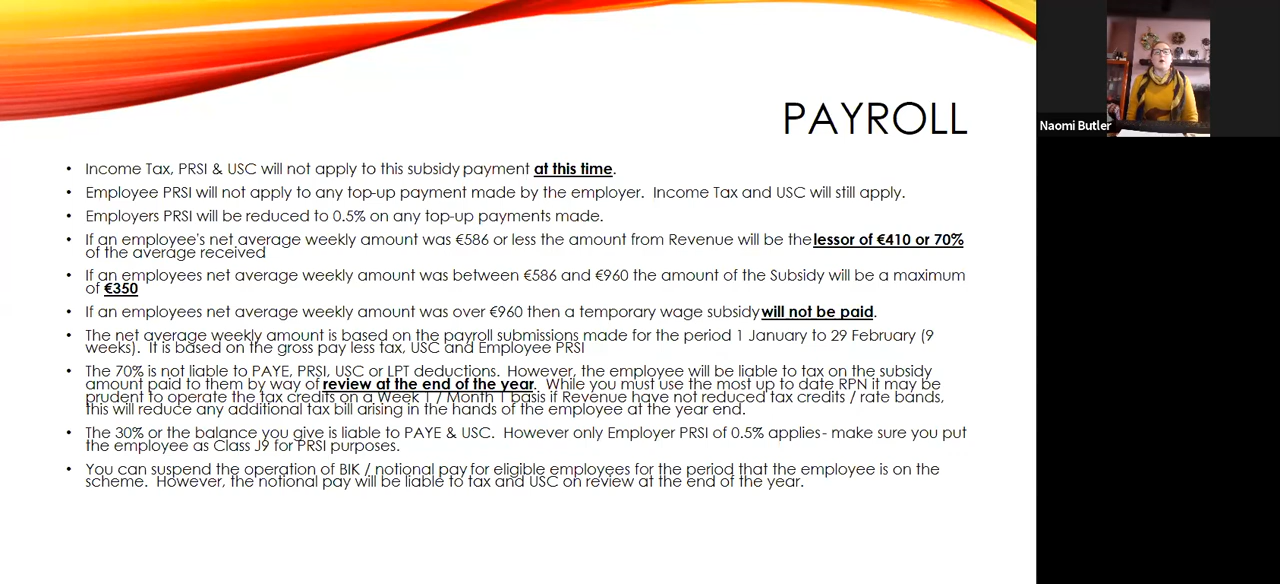 PAYROLL
Naomi Butler
• Income Tax, PRSI & USC will not apply to this subsidy payment at this time.
• Employee PRSI will not apply to any top-up payment made by the employer. Income Tax and USC will still apply.
• Employers PRSI will be reduced to 0.5% on any top-up payments made.
• If an employee's net average weekly amount was €586 or less the amount from Revenue will be the lessor of €410 or 70%
of the average received
• If an employees net average weekly amount was between €586 and €960 the amount of the Subsidy will be a maximum
of €350
• If an employees net average weekly amount was over €960 then a temporary wage subsidy will not be paid.
• The net average weekly amount is based on the payroll submissions made for the period 1 January to 29 February (9
weeks). It is based on the gross pay less tax, USC and Employee PRSI
• The 70% is not liable to PAYE, PRSI, USC or LPT deductions. However, the employee will be liable to tax on the subsidy
amount paid to them by way of review at the end of the year. While you must use the most up to date RPN it may be
prudent to operate the tax credits on a Week 1 / Month 1 basis if Revenue have not reduced tax credits / rate bands,
this will reduce any additional tax bill arising in the hands of the employee at the year end.
• The 30% or the balance you give is liable to PAYE & USC. However only Employer PRSI of 0.5% applies- make sure you put
the employee as Class J9 for PRSI purposes.
• You can suspend the operation of BIK / notional pay for eligible employees for the period that the employee is on the
scheme. However, the notional pay will be liable to tax and USC on review at the end of the year.